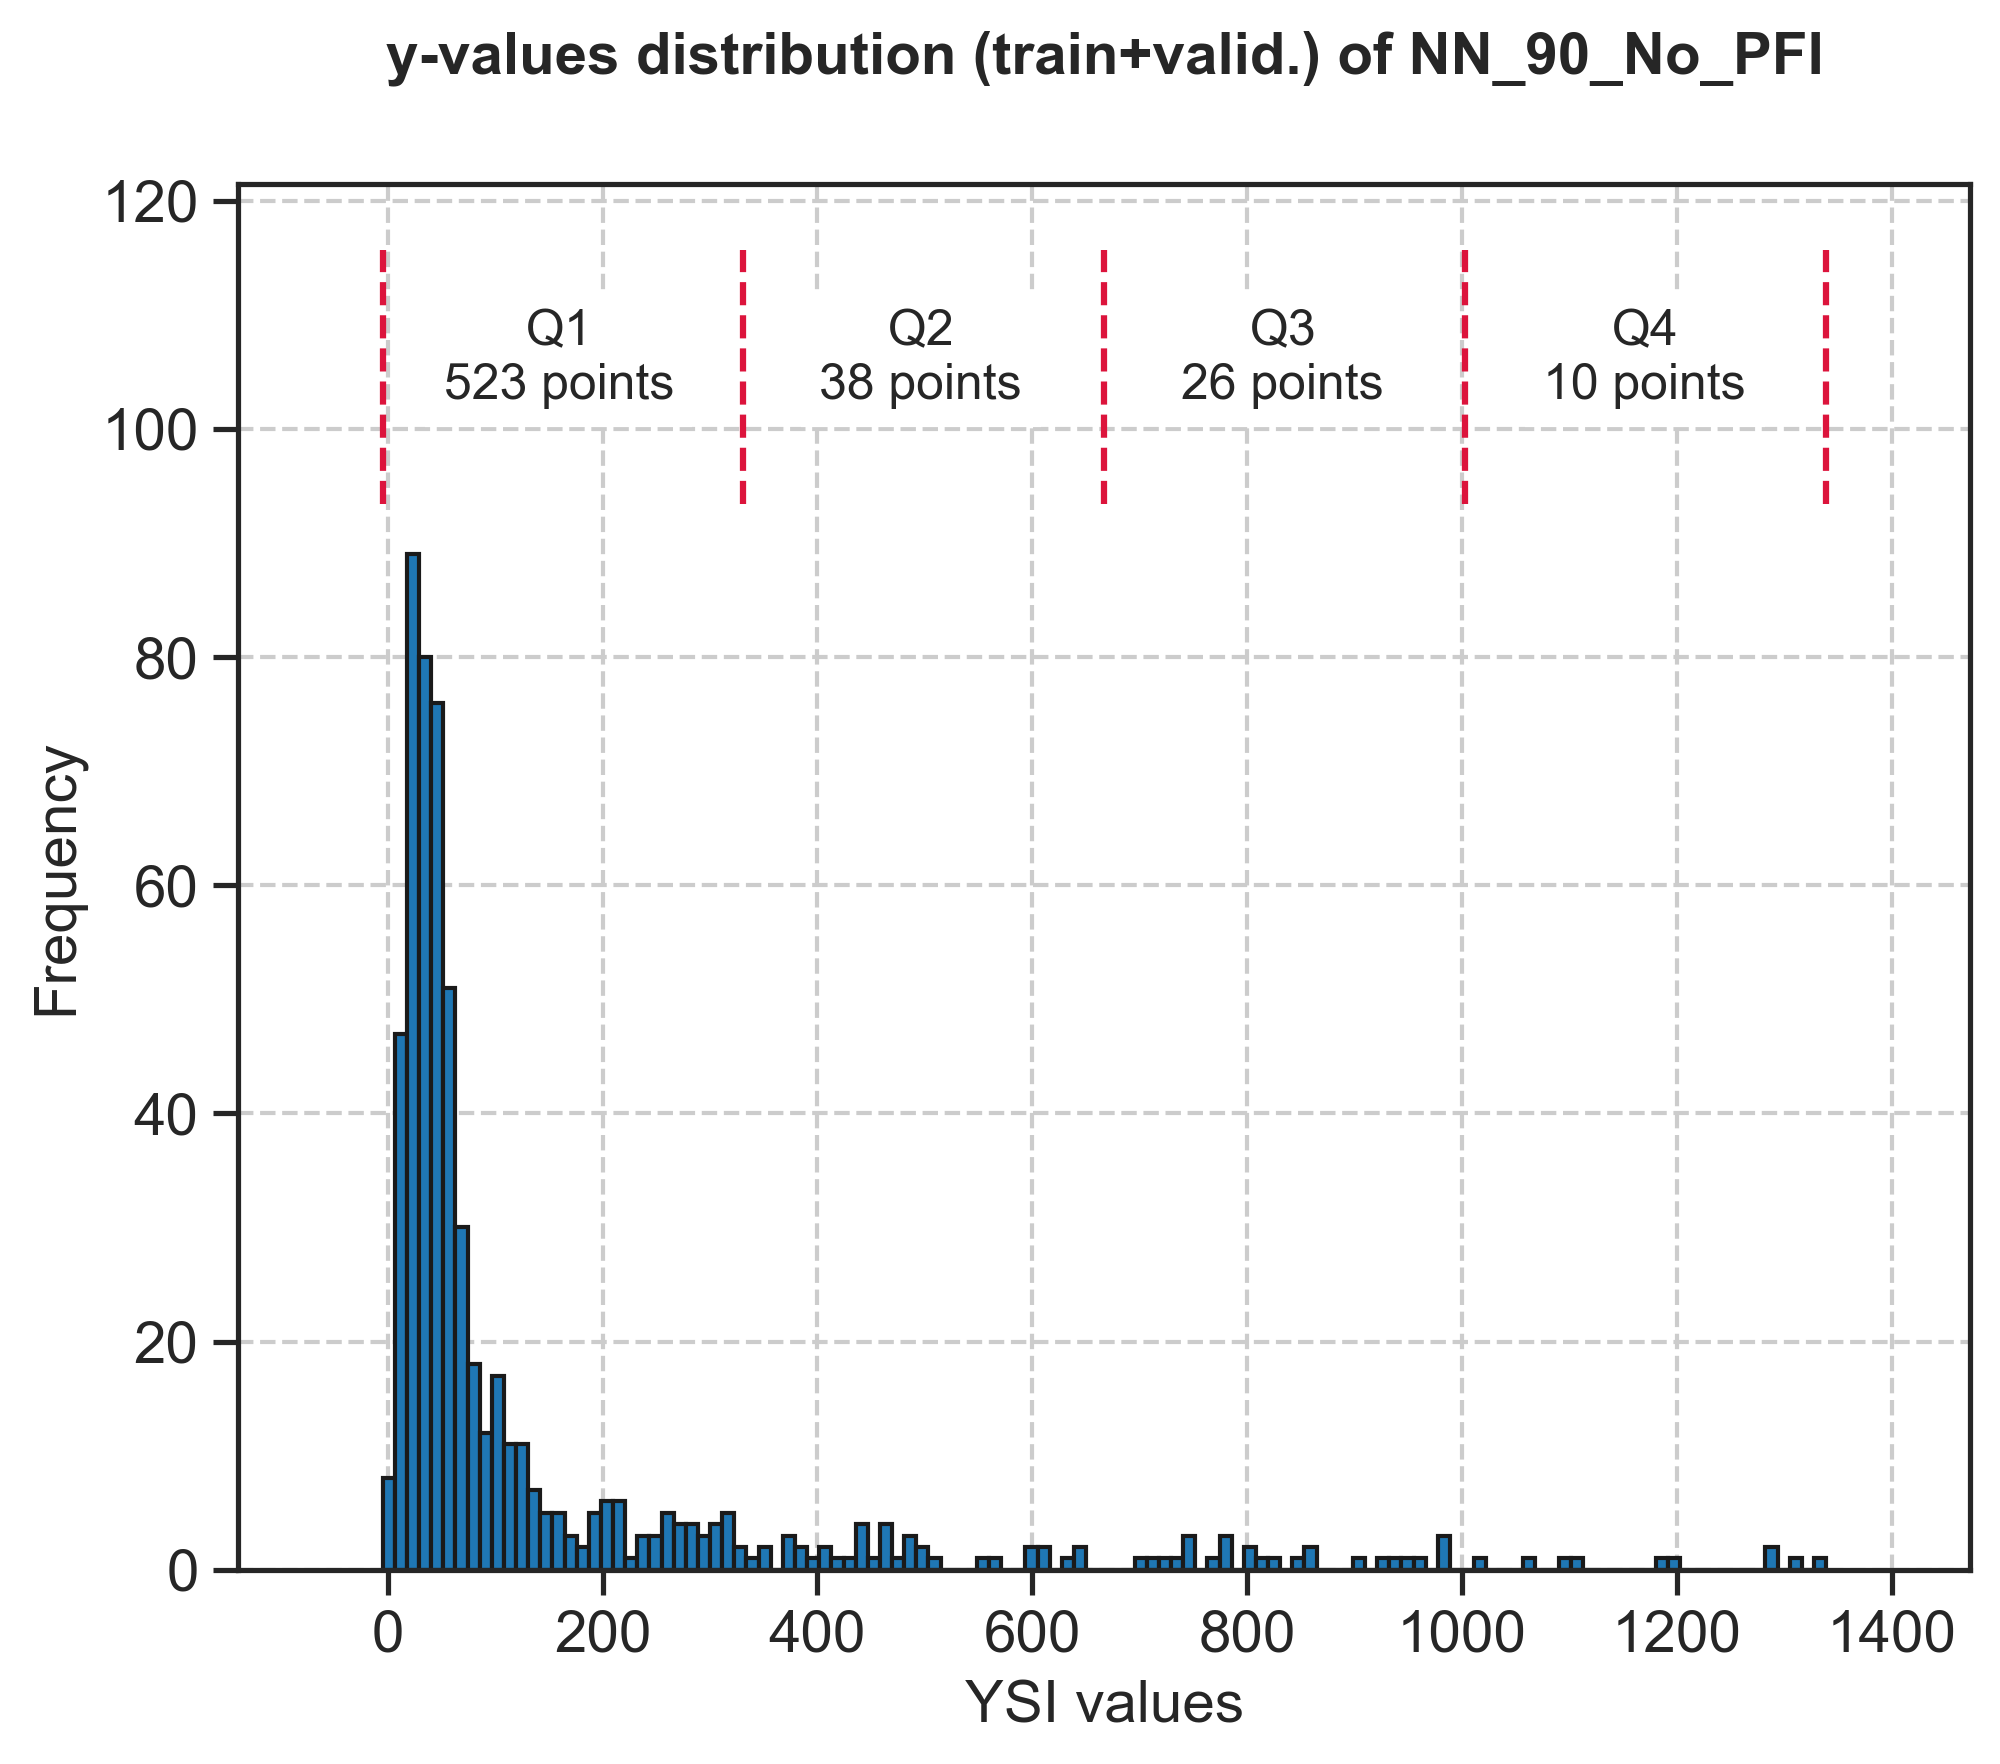 y-values distribution (train+valid.) of NN_90_No_PFI
120
100
80
60
40
20
0
Frequency
Q1
523 points
Q2
38 points
Q3
26 points
Q4
10 points
0 200 400 600 800 1000 1200 1400
YSI values